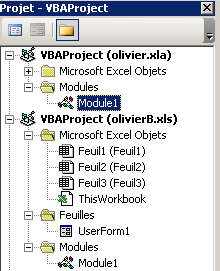 Projet - VBAProject
VBAProject (olivier.xla)
Microsoft Excel Objets
Modules
Module1
VBAProject (olivierB.xls)
Microsoft Excel Objets
Feuil1 (Feuil1)
Feuil2 (Feuil2)
Feuil3 (Feuil3)
ThisWorkbook
Feuilles
UserForm1
Modules
Module1